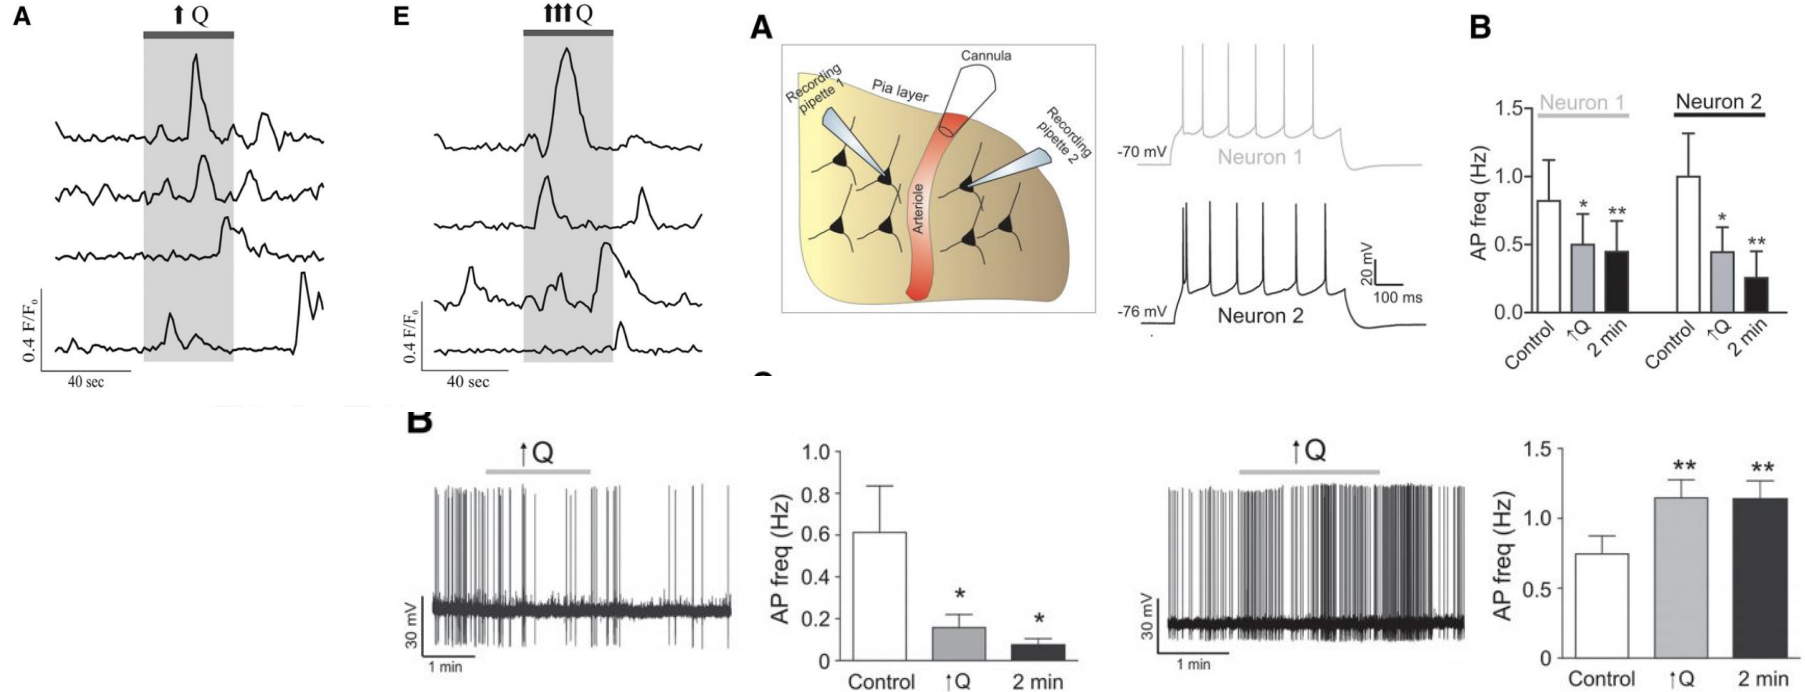 A
↑ Q
0.4 F/F₀
40 sec
E
↑↑↑ Q
0.4 F/F₀
40 sec
A
Cannula
Recording
pipette 1
Pia layer
Recording
pipette 2
Arteriole
-70 mV
Neuron 1
-76 mV
Neuron 2
20 mV
100 ms
B
Neuron 1
Neuron 2
AP freq (Hz)
1.5
1.0
0.5
0.0
*
**
*
**
Control
↑Q
2 min
Control
↑Q
2 min
B
↑Q
30 mV
1 min
AP freq (Hz)
1.0
0.8
0.6
0.4
0.2
0
*
*
Control
↑Q
2 min
↑Q
30 mV
1 min
AP freq (Hz)
1.5
1.0
0.5
0
**
**
Control
↑Q
2 min